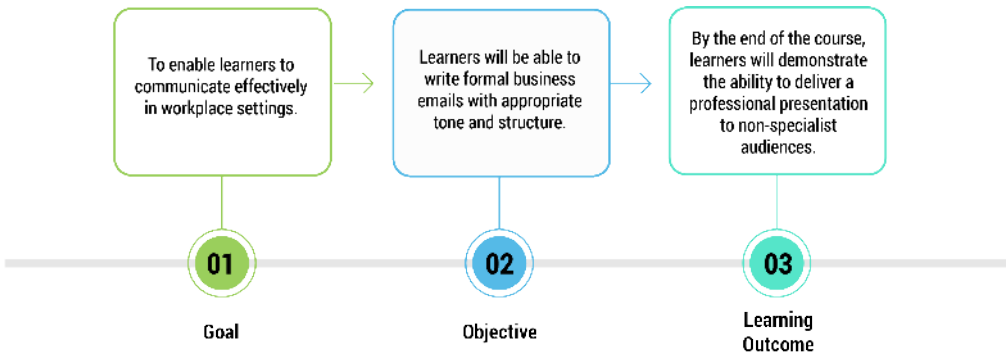 To enable learners to
communicate effectively
in workplace settings.
Learners will be able to
write formal business
emails with appropriate
tone and structure.
By the end of the course,
learners will demonstrate
the ability to deliver a
professional presentation
to non-specialist
audiences.
01
02
03
Goal
Objective
Learning
Outcome